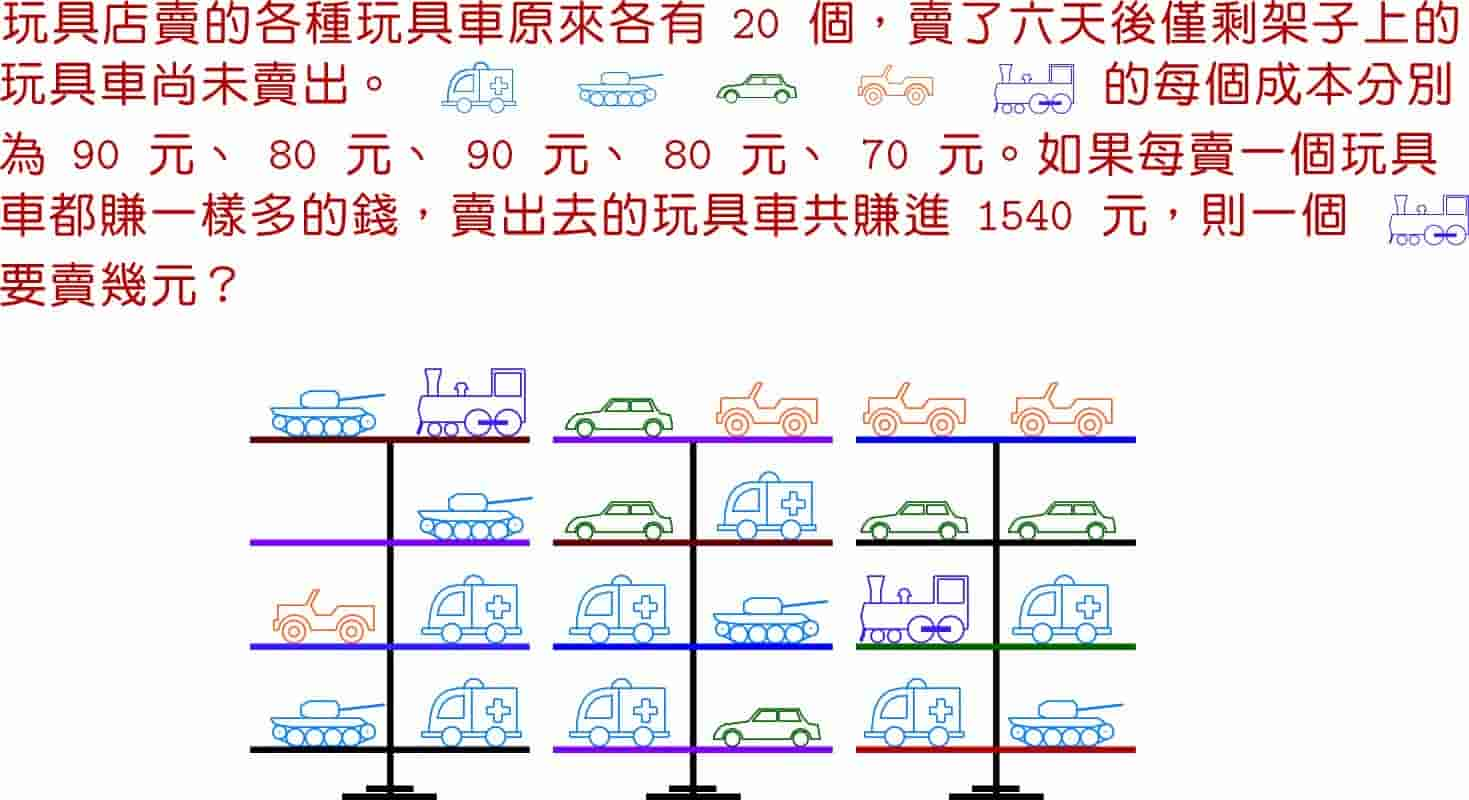 玩具店賣的各種玩具車原來各有 20 個，賣了六天後僅剩架子上的
玩具車尚未賣出。 的每個成本分別
為 90 元、 80 元、 90 元、 80 元、 70 元。如果每賣一個玩具
車都賺一樣多的錢，賣出去的玩具車共賺進 1540 元，則一個
要賣幾元？